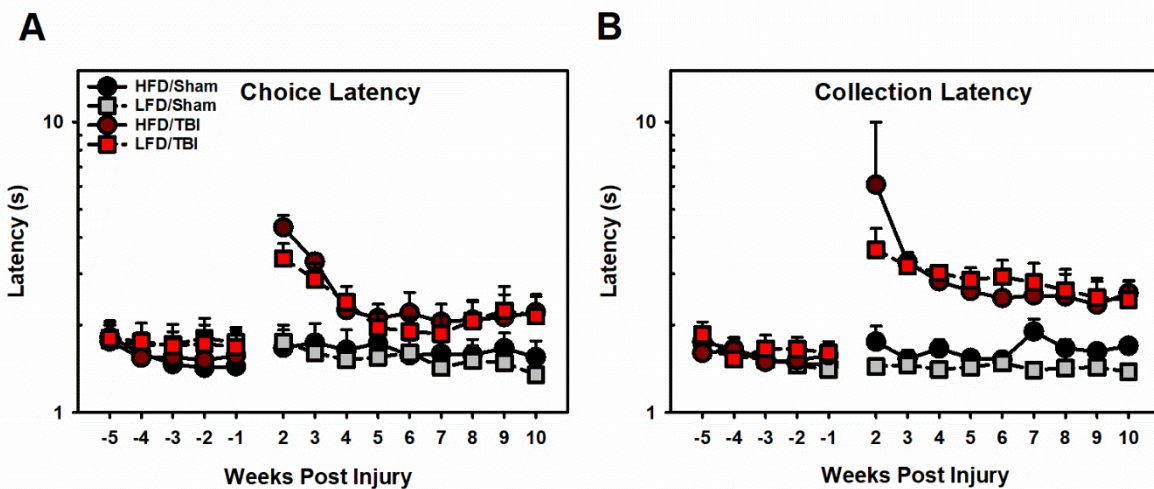 A
HFD/Sham
LFD/Sham
HFD/TBI
LFD/TBI
Choice Latency
10
1
Latency (s)
-5 -4 -3 -2 -1 2 3 4 5 6 7 8 9 10
Weeks Post Injury
B
Collection Latency
10
1
Latency (s)
-5 -4 -3 -2 -1 2 3 4 5 6 7 8 9 10
Weeks Post Injury